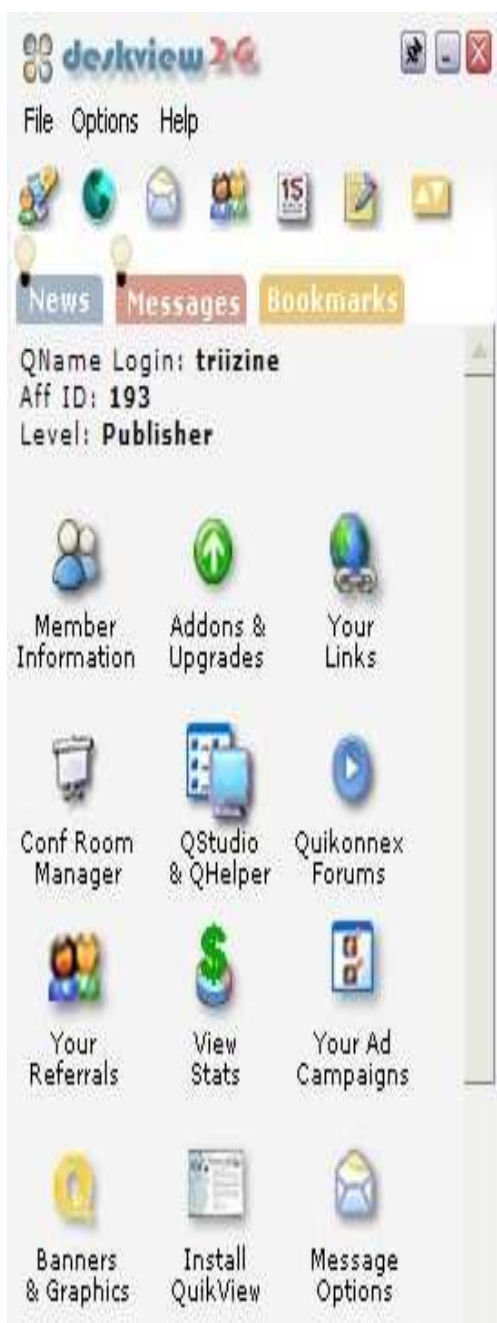 deskview 2G
File Options Help
15
News Messages Bookmarks
QName Login: triizine
Aff ID: 193
Level: Publisher
Member Information
Addons & Upgrades
Your Links
Conf Room Manager
QStudio & QHelper
Quikonnex Forums
Your Referrals
View Stats
Your Ad Campaigns
Banners & Graphics
Install QuikView
Message Options